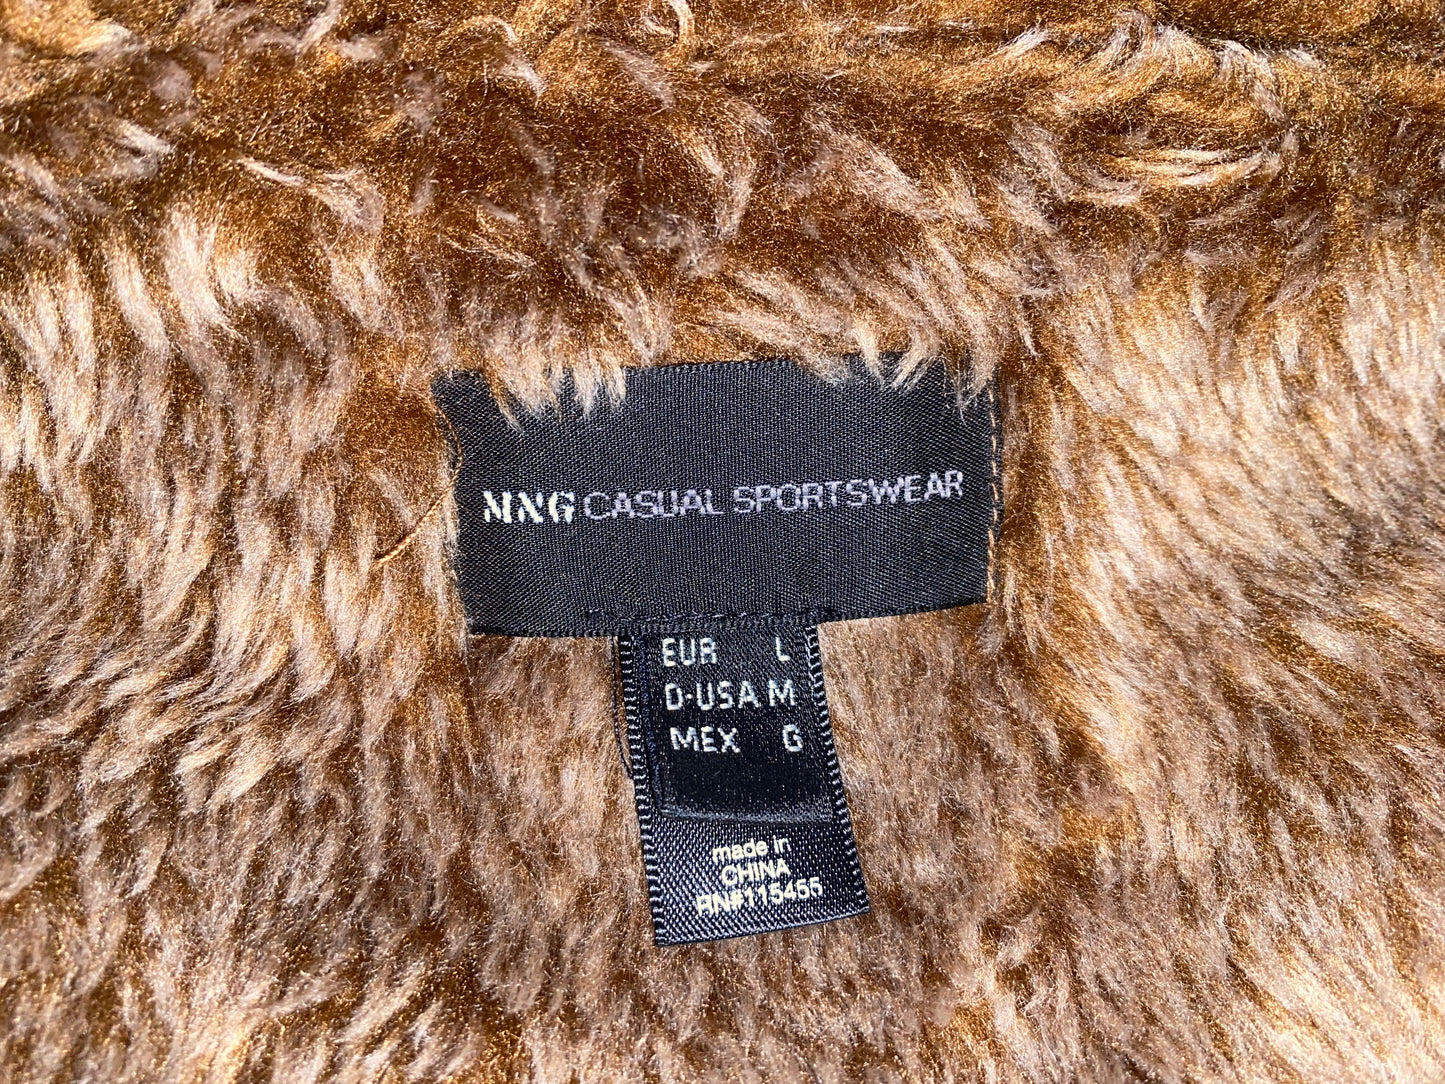 MNG CASUAL SPORTSWEAR
EUR L
D-USA M
MEX G
made in
CHINA
RN#115455